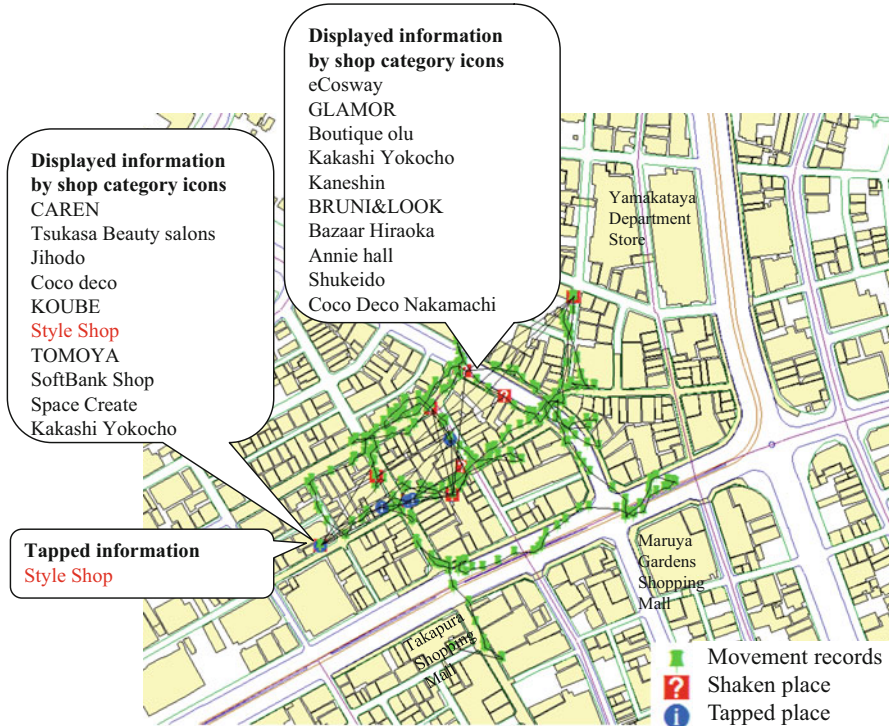 Displayed information
by shop category icons
eCosway
GLAMOR
Boutique olu
Kakashi Yokocho
Kaneshin
BRUNI&LOOK
Bazaar Hiraoka
Annie hall
Shukeido
Coco Deco Nakamachi
Displayed information
by shop category icons
CAREN
Tsukasa Beauty salons
Jihodo
Coco deco
KOUBE
Style Shop
TOMOYA
SoftBank Shop
Space Create
Kakashi Yokocho
Tapped information
Style Shop
Yamakataya
Department
Store
Maruya
Gardens
Shopping
Mall
Takapura
Shopping
Mall
Movement records
? Shaken place
i Tapped place